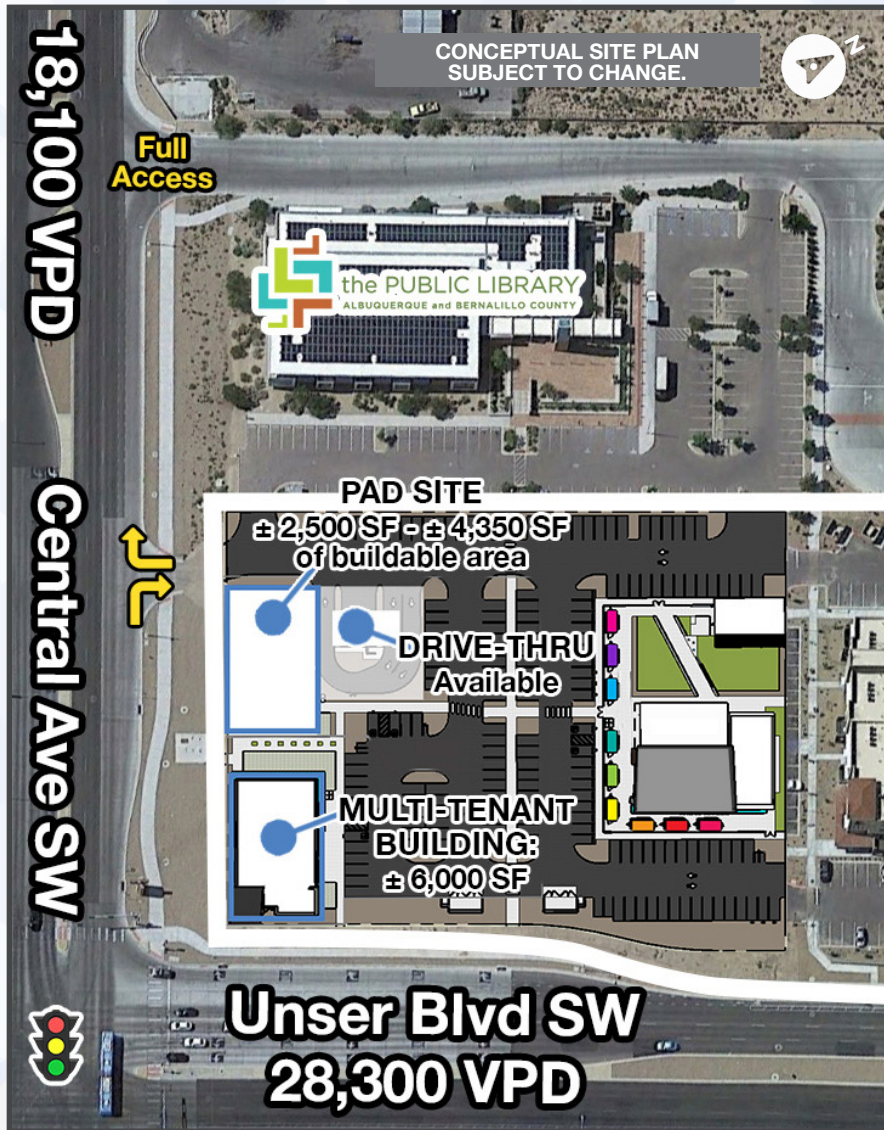 CONCEPTUAL SITE PLAN
SUBJECT TO CHANGE.
N
18,100 VPD
Full
Access
the PUBLIC LIBRARY
ALBUQUERQUE and BERNALILLO COUNTY
PAD SITE
± 2,500 SF - ± 4,350 SF
of buildable area
DRIVE-THRU
Available
Central Ave SW
MULTI-TENANT
BUILDING:
± 6,000 SF
Unser Blvd SW
28,300 VPD